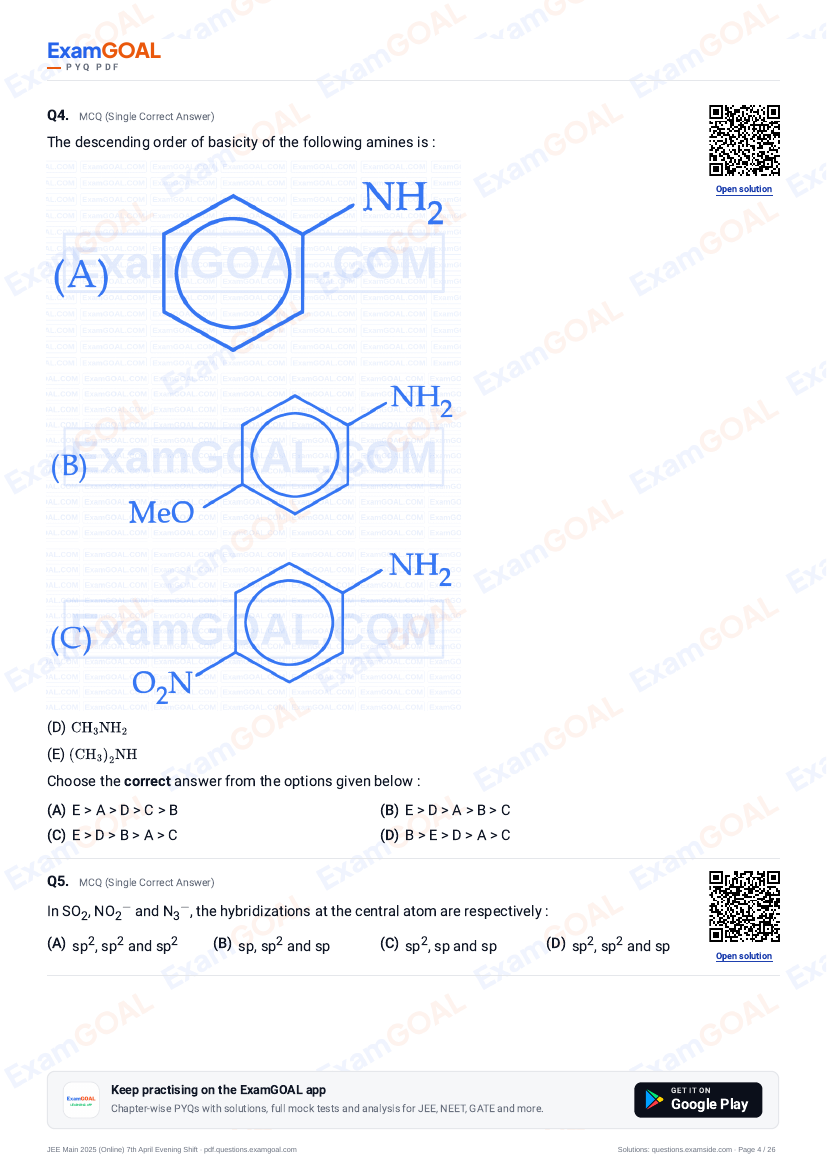 ExamGOAL
PYQ PDF
Q4. MCQ (Single Correct Answer)
The descending order of basicity of the following amines is :
Open solution
(A) NH₂
(B) NH₂
MeO
(C) NH₂
O₂N
(D) CH₃NH₂
(E) (CH₃)₂NH
Choose the correct answer from the options given below :
(A) E > A > D > C > B (B) E > D > A > B > C
(C) E > D > B > A > C (D) B > E > D > A > C
Q5. MCQ (Single Correct Answer)
In SO₂, NO₂⁻ and N₃⁻, the hybridizations at the central atom are respectively :
(A) sp², sp² and sp² (B) sp, sp² and sp (C) sp², sp and sp (D) sp², sp² and sp
Open solution
Keep practising on the ExamGOAL app
Chapter-wise PYQs with solutions, full mock tests and analysis for JEE, NEET, GATE and more.
GET IT ON
Google Play
JEE Main 2025 (Online) 7th April Evening Shift · pdf.questions.examgoal.com Solutions: questions.examside.com · Page 4 / 26